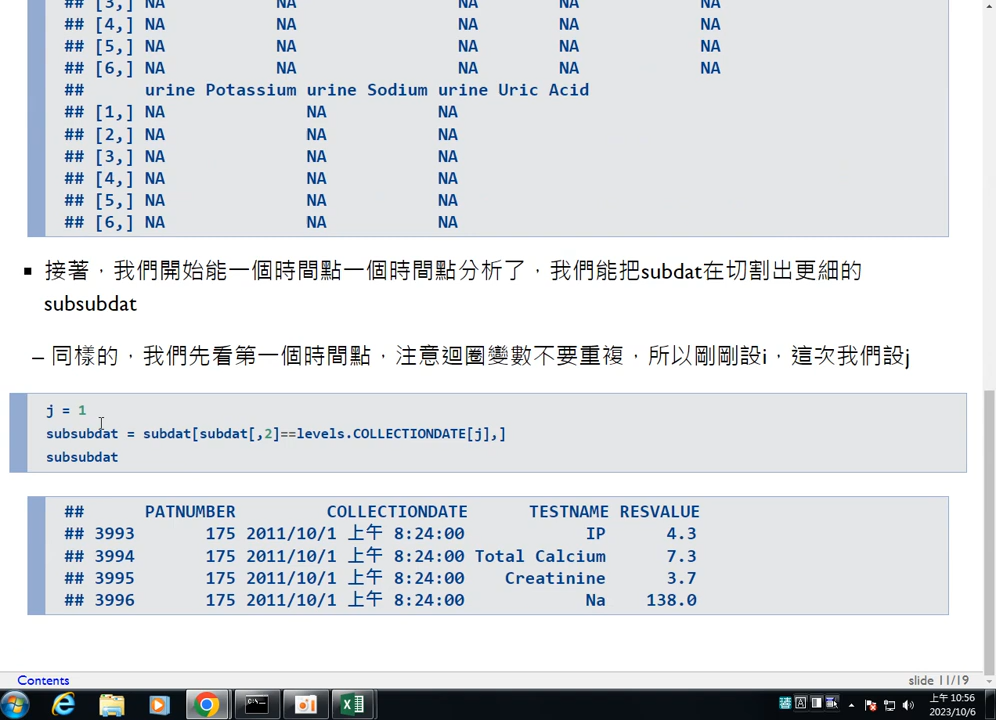 ## [3,] NA NA NA NA NA
## [4,] NA NA NA NA NA
## [5,] NA NA NA NA NA
## [6,] NA NA NA NA NA
## urine Potassium urine Sodium urine Uric Acid
## [1,] NA NA NA
## [2,] NA NA NA
## [3,] NA NA NA
## [4,] NA NA NA
## [5,] NA NA NA
## [6,] NA NA NA
▪ 接著，我們開始能一個時間點一個時間點分析了，我們能把subdat在切割出更細的
subsubdat
– 同樣的，我們先看第一個時間點，注意迴圈變數不要重複，所以剛剛設i，這次我們設j
j = 1
subsubdat = subdat[subdat[,2]==levels.COLLECTIONDATE[j],]
subsubdat
## PATNUMBER COLLECTIONDATE TESTNAME RESVALUE
## 3993 175 2011/10/1 上午 8:24:00 IP 4.3
## 3994 175 2011/10/1 上午 8:24:00 Total Calcium 7.3
## 3995 175 2011/10/1 上午 8:24:00 Creatinine 3.7
## 3996 175 2011/10/1 上午 8:24:00 Na 138.0
Contents slide 11/19
上午 10:56
2023/10/6